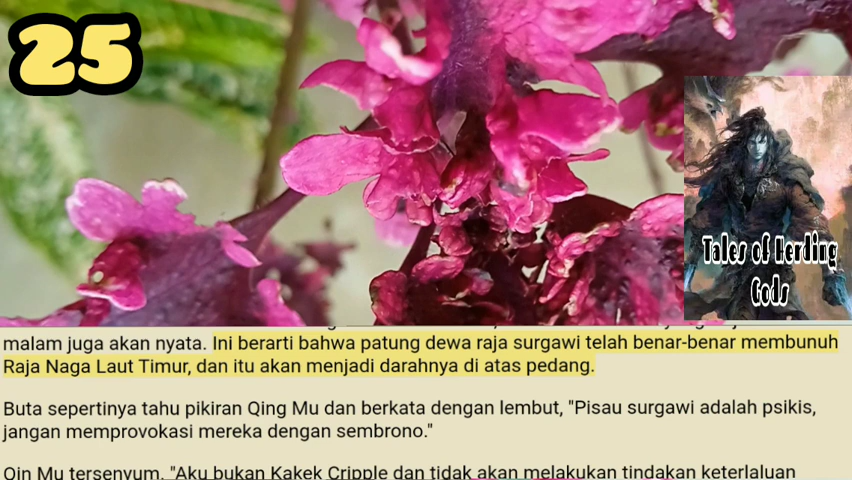 25
Tales of Herding
Gods
malam juga akan nyata. Ini berarti bahwa patung dewa raja surgawi telah benar-benar membunuh
Raja Naga Laut Timur, dan itu akan menjadi darahnya di atas pedang.
Buta sepertinya tahu pikiran Qing Mu dan berkata dengan lembut, "Pisau surgawi adalah psikis,
jangan memprovokasi mereka dengan sembrono."
Qin Mu tersenyum, "Aku bukan Kakek Cripple dan tidak akan melakukan tindakan keterlaluan